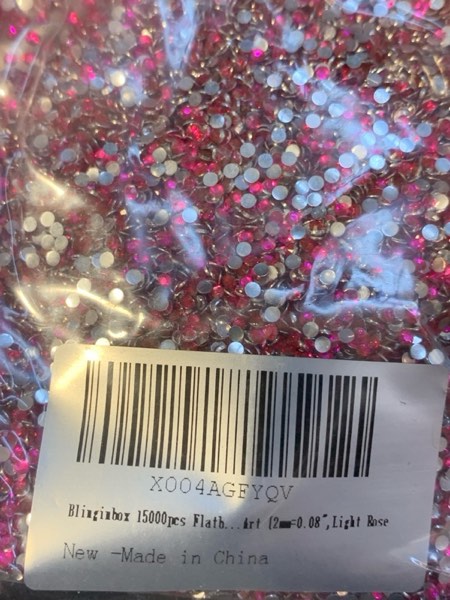 X004AGFYQV
Blinginbox 15000pcs Flatb...Art (2mm=0.08",Light Rose
New -Made in China